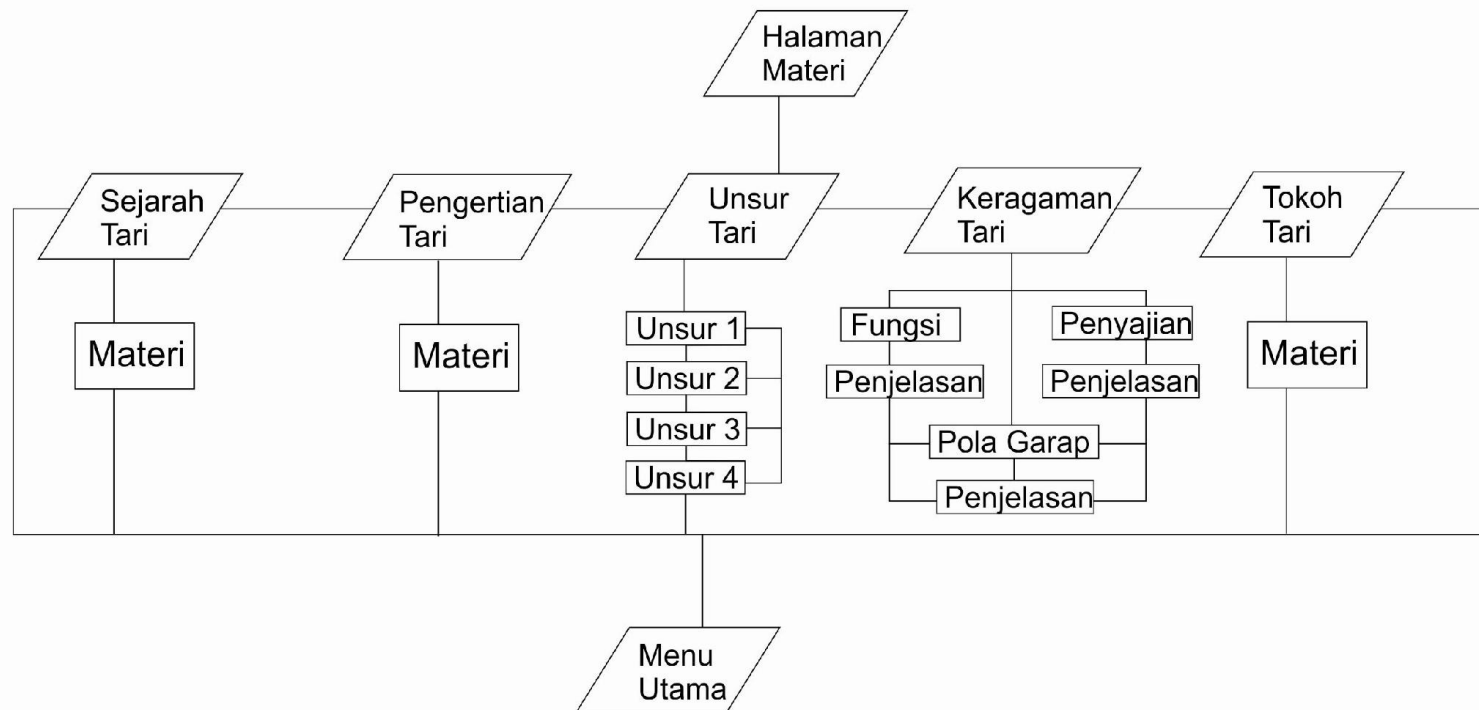 Halaman
Materi
Sejarah
Tari
Pengertian
Tari
Unsur
Tari
Keragaman
Tari
Tokoh
Tari
Materi
Materi
Unsur 1
Unsur 2
Unsur 3
Unsur 4
Fungsi
Penjelasan
Penyajian
Penjelasan
Pola Garap
Penjelasan
Materi
Menu
Utama